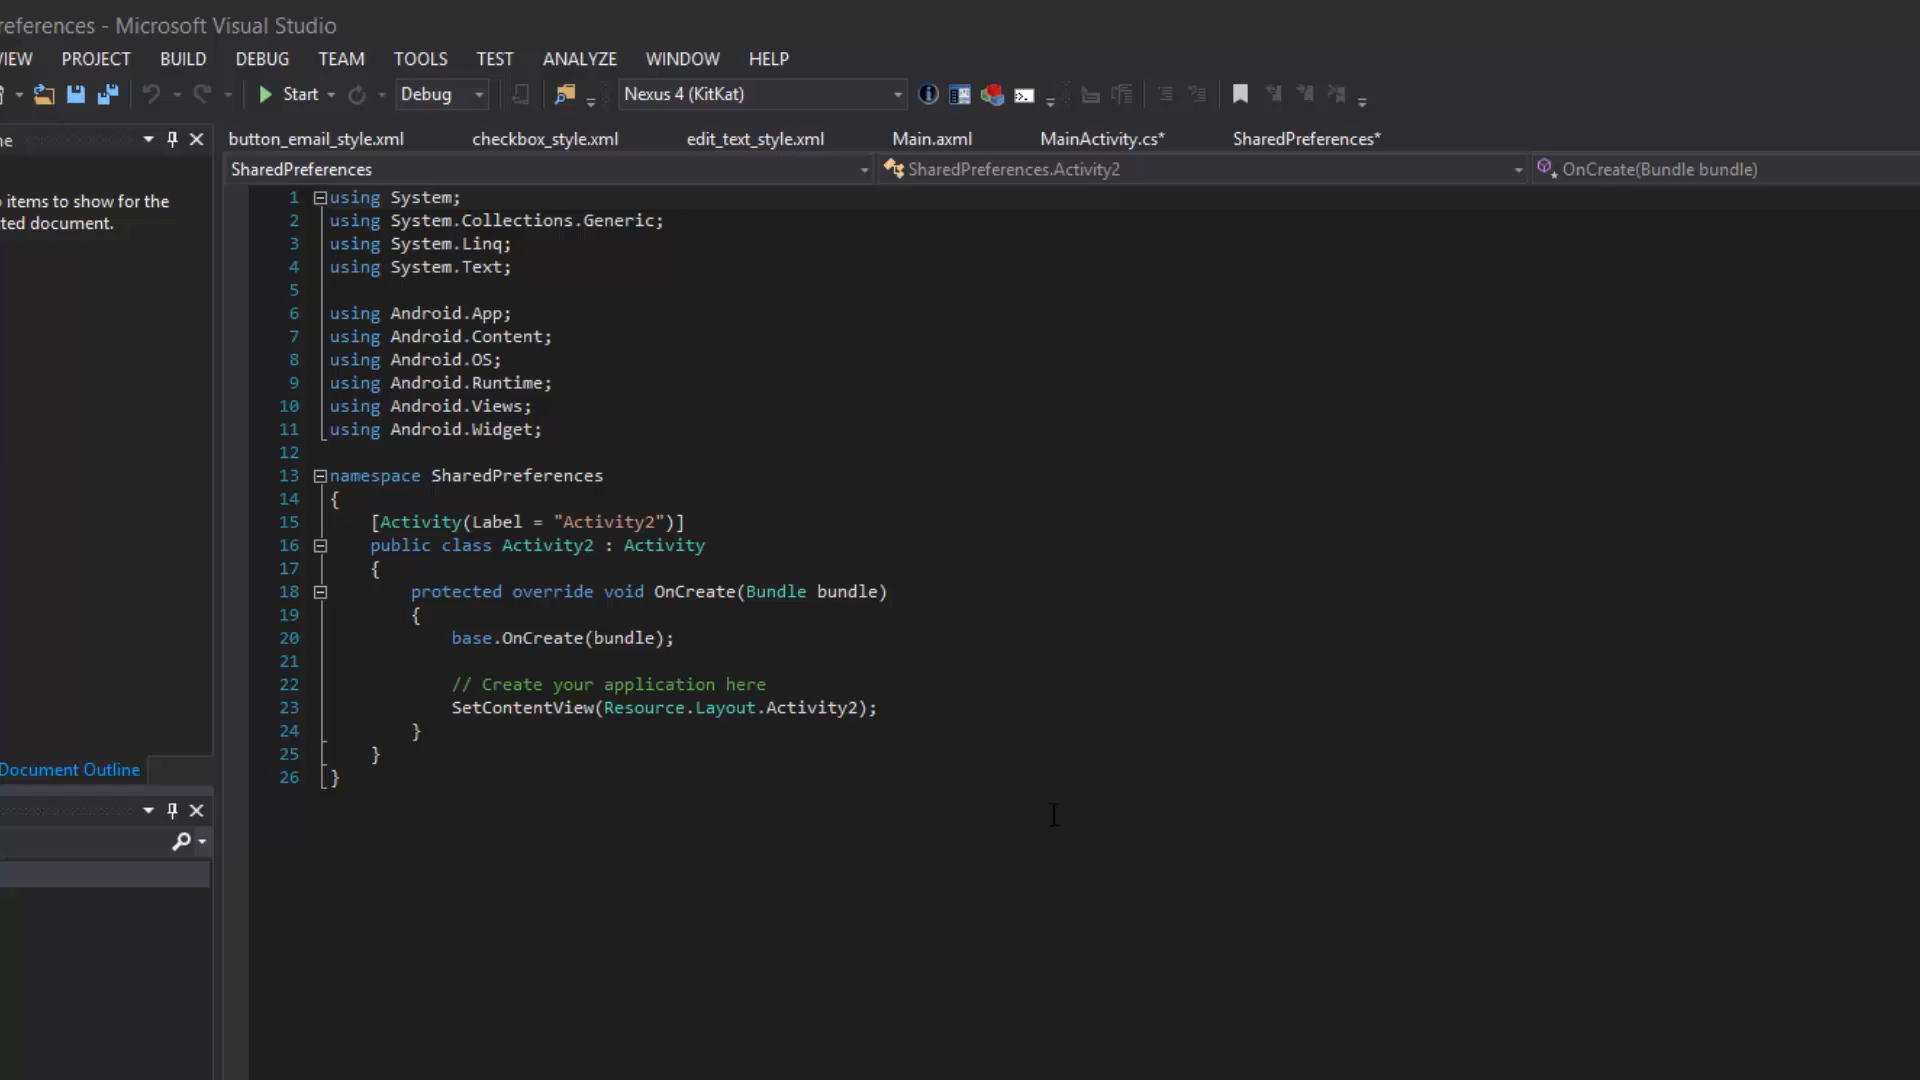 references - Microsoft Visual Studio
IEW PROJECT BUILD DEBUG TEAM TOOLS TEST ANALYZE WINDOW HELP
Start Debug Nexus 4 (KitKat)
ne button_email_style.xml checkbox_style.xml edit_text_style.xml Main.axml MainActivity.cs* SharedPreferences*
SharedPreferences SharedPreferences.Activity2 OnCreate(Bundle bundle)
items to show for the
ted document.
1 using System;
2 using System.Collections.Generic;
3 using System.Linq;
4 using System.Text;
5
6 using Android.App;
7 using Android.Content;
8 using Android.OS;
9 using Android.Runtime;
10 using Android.Views;
11 using Android.Widget;
12
13 namespace SharedPreferences
14 {
15 [Activity(Label = "Activity2")]
16 public class Activity2 : Activity
17 {
18 protected override void OnCreate(Bundle bundle)
19 {
20 base.OnCreate(bundle);
21
22 // Create your application here
23 SetContentView(Resource.Layout.Activity2);
24 }
25 }
26 }
Document Outline